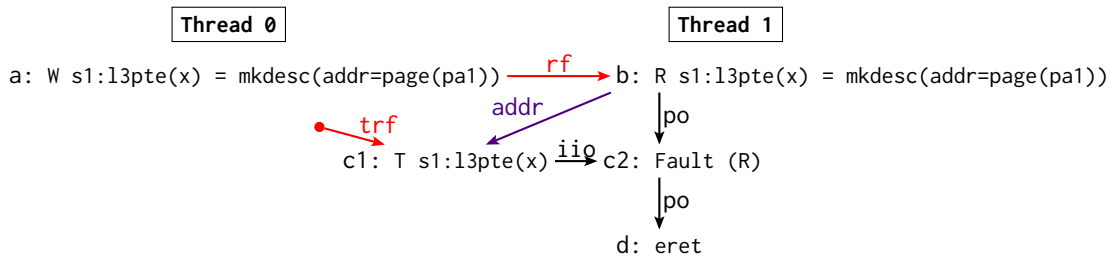 Thread 0 Thread 1
a: W s1:l3pte(x) = mkdesc(addr=page(pa1)) rf b: R s1:l3pte(x) = mkdesc(addr=page(pa1))
addr po
trf
c1: T s1:l3pte(x) iio c2: Fault (R)
po
d: eret